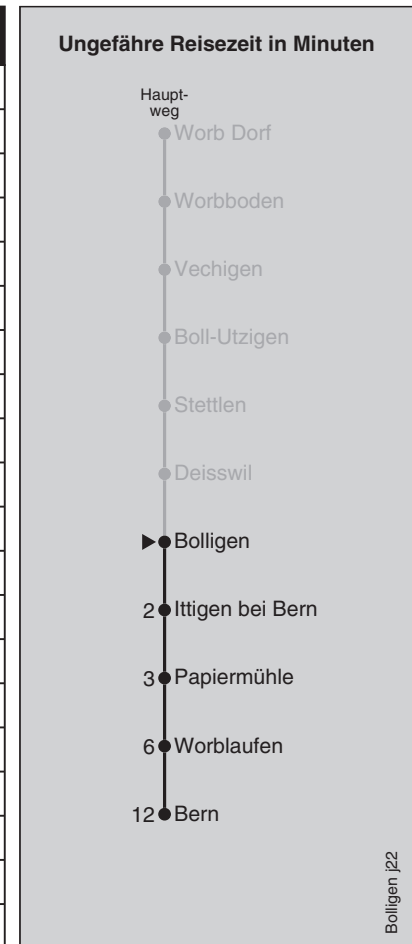 Ungefähre Reisezeit in Minuten
Haupt-
weg
Worb Dorf
Worbboden
Vechigen
Boll-Utzigen
Stettlen
Deisswil
Bolligen
2 Ittigen bei Bern
3 Papiermühle
6 Worblaufen
12 Bern
Bolligen j22